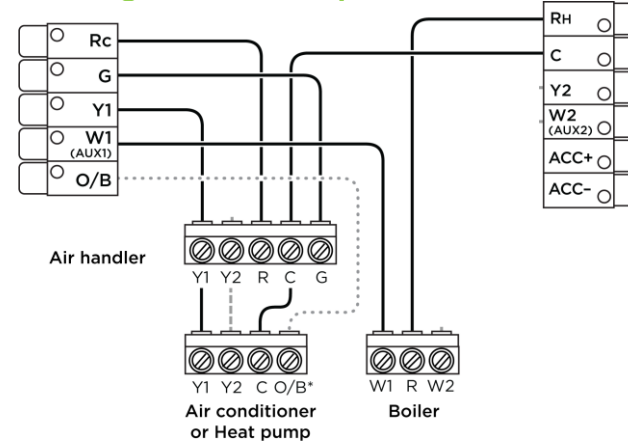 Rc
G
Y1
W1
(AUX1)
O/B
RH
C
Y2
W2
(AUX2)
ACC+
ACC-
Air handler
Y1 Y2 R C G
Y1 Y2 C O/B*
Air conditioner
or Heat pump
W1 R W2
Boiler